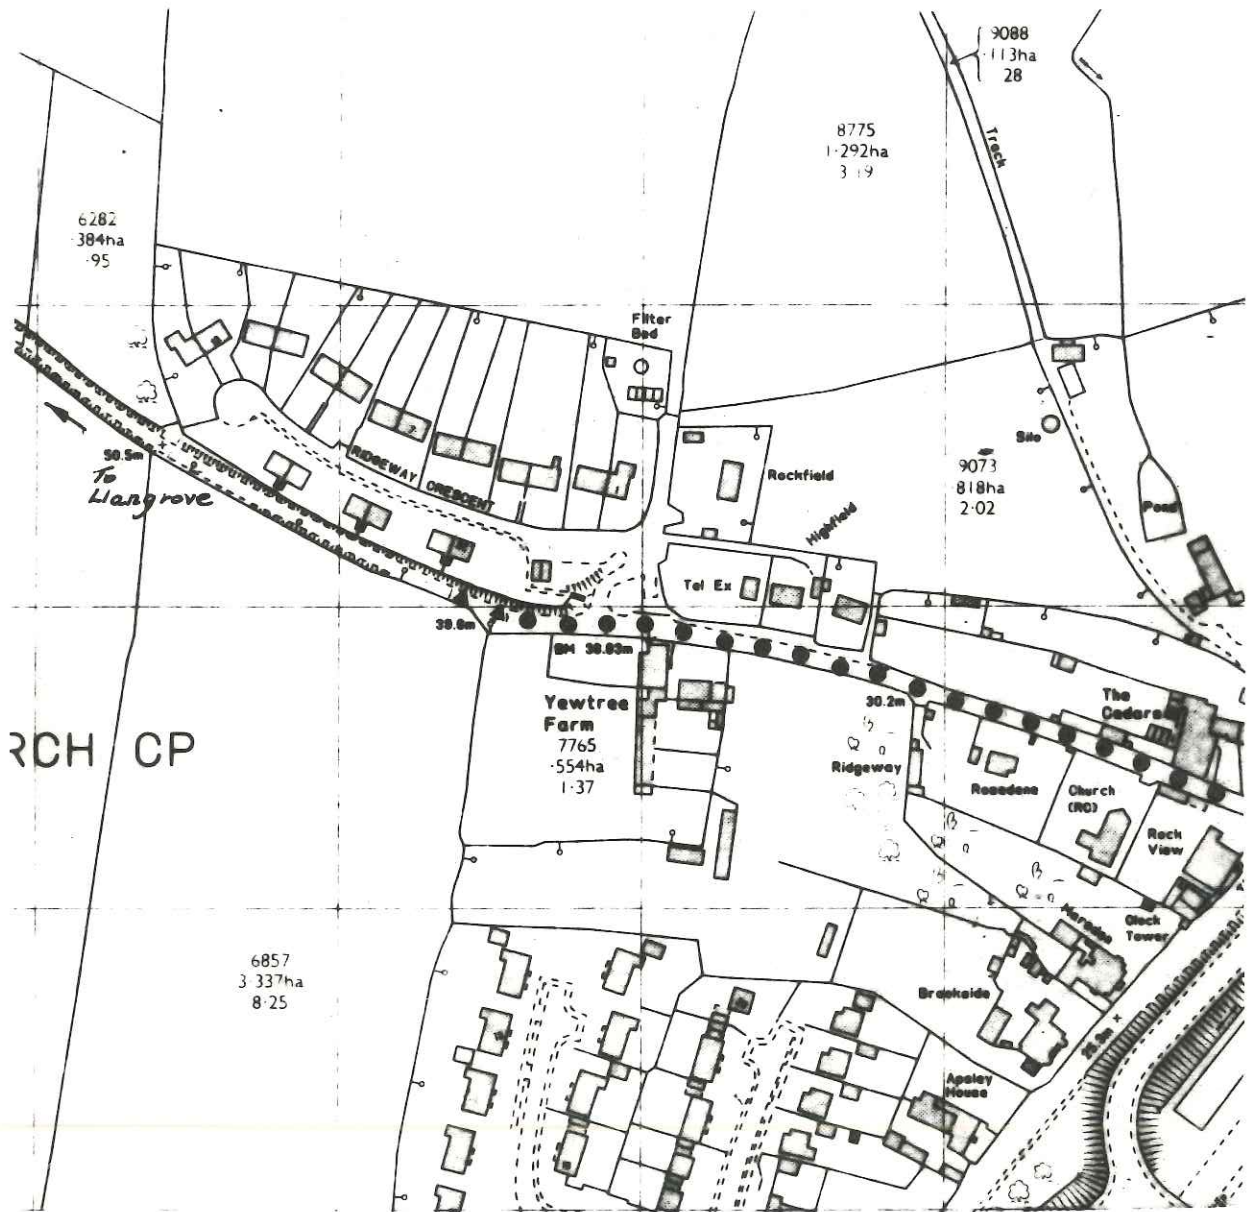 9088
·113ha
28
Track
8775
1·292ha
3·19
6282
·384ha
·95
Filter
Bed
Silo
Rockfield
9073
818ha
2·02
Pond
RIDGEWAY CRESCENT
50.5m
To
Llangrove
Highfield
Tel Ex
39.6m
BM 38.83m
Yewtree
Farm
7765
·554ha
1·37
30.2m
The
Cedars
RCH CP
Ridgeway
Rosedene
Church
(RC)
Rock
View
Clock
Tower
6857
3·337ha
8·25
Brookside
Apsley
House